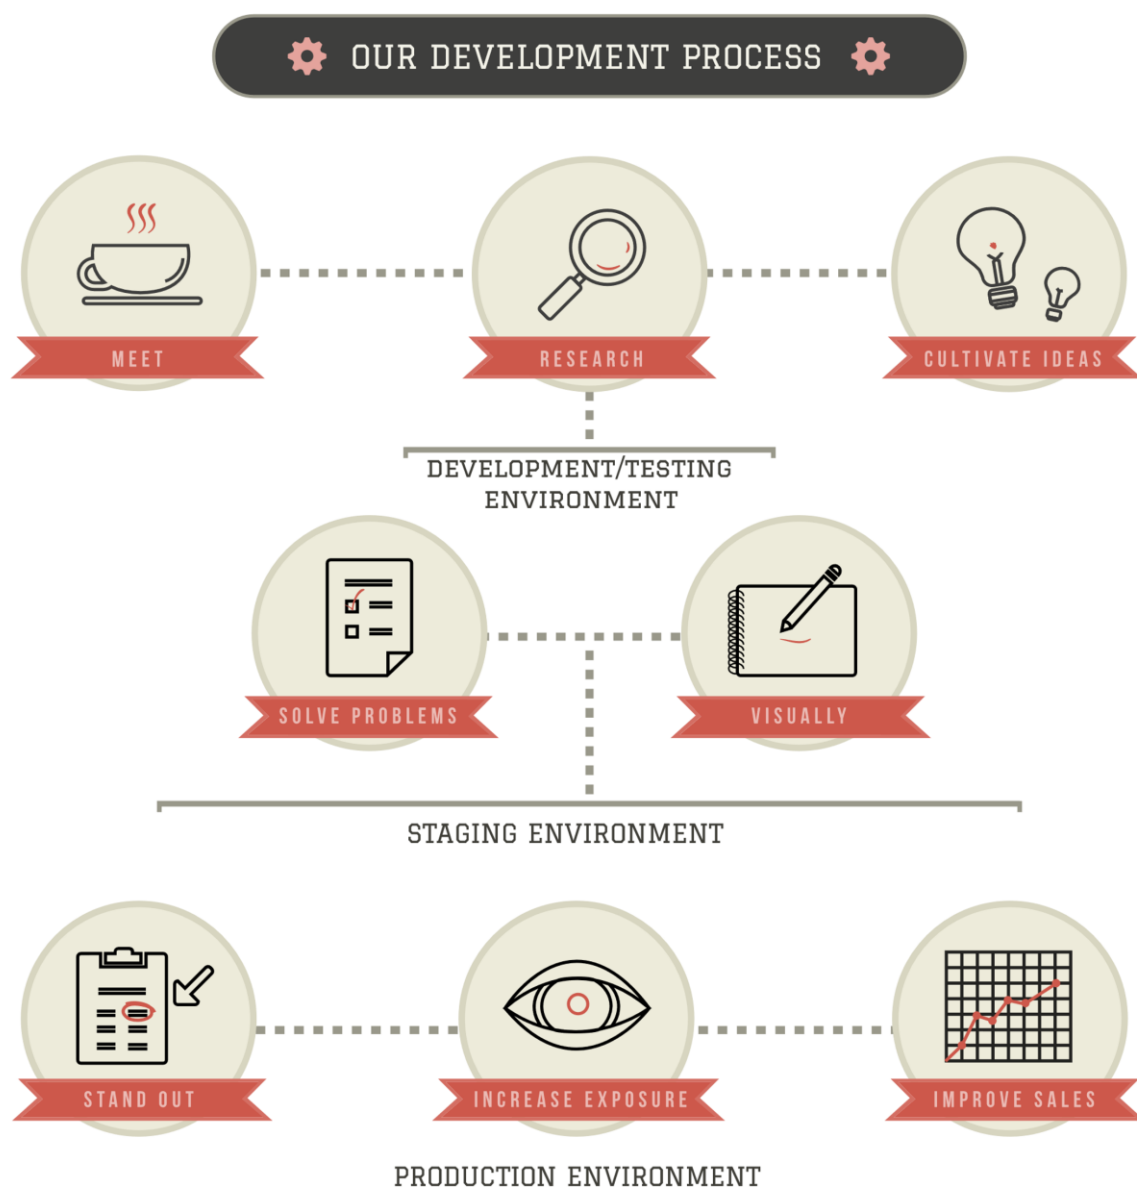 OUR DEVELOPMENT PROCESS
MEET
RESEARCH
CULTIVATE IDEAS
DEVELOPMENT/TESTING
ENVIRONMENT
SOLVE PROBLEMS
VISUALLY
STAGING ENVIRONMENT
STAND OUT
INCREASE EXPOSURE
IMPROVE SALES
PRODUCTION ENVIRONMENT